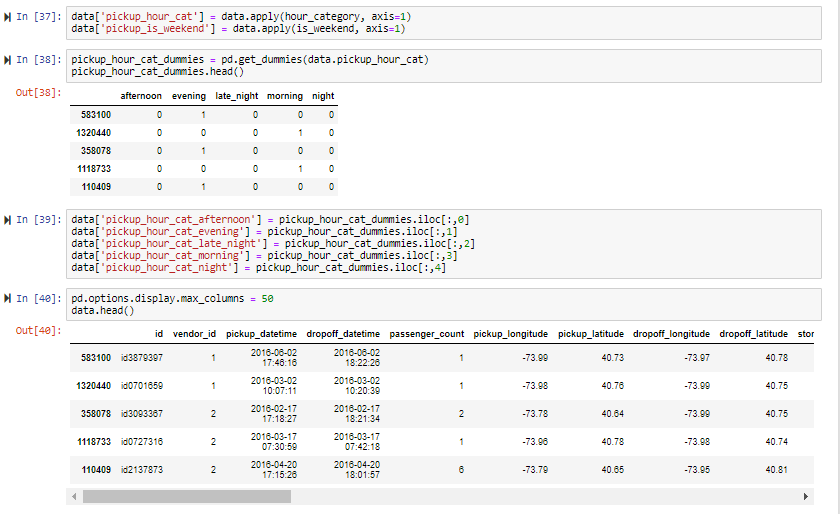 In [37]: data['pickup_hour_cat'] = data.apply(hour_category, axis=1)
data['pickup_is_weekend'] = data.apply(is_weekend, axis=1)
In [38]: pickup_hour_cat_dummies = pd.get_dummies(data.pickup_hour_cat)
pickup_hour_cat_dummies.head()
Out[38]:
afternoon evening late_night morning night
583100 0 1 0 0 0
1320440 0 0 0 1 0
358078 0 1 0 0 0
1118733 0 0 0 1 0
110409 0 1 0 0 0
In [39]: data['pickup_hour_cat_afternoon'] = pickup_hour_cat_dummies.iloc[:,0]
data['pickup_hour_cat_evening'] = pickup_hour_cat_dummies.iloc[:,1]
data['pickup_hour_cat_late_night'] = pickup_hour_cat_dummies.iloc[:,2]
data['pickup_hour_cat_morning'] = pickup_hour_cat_dummies.iloc[:,3]
data['pickup_hour_cat_night'] = pickup_hour_cat_dummies.iloc[:,4]
In [40]: pd.options.display.max_columns = 50
data.head()
Out[40]:
id vendor_id pickup_datetime dropoff_datetime passenger_count pickup_longitude pickup_latitude dropoff_longitude dropoff_latitude stor
583100 id3879397 1 2016-06-02 17:46:16 2016-06-02 18:22:26 1 -73.99 40.73 -73.97 40.78
1320440 id0701659 1 2016-03-02 10:07:11 2016-03-02 10:20:39 1 -73.98 40.76 -73.99 40.75
358078 id3093367 2 2016-02-17 17:18:27 2016-02-17 18:21:34 2 -73.78 40.64 -73.99 40.75
1118733 id0727316 2 2016-03-17 07:30:59 2016-03-17 07:42:18 1 -73.96 40.78 -73.98 40.74
110409 id2137873 2 2016-04-20 17:15:26 2016-04-20 18:01:57 6 -73.79 40.65 -73.95 40.81